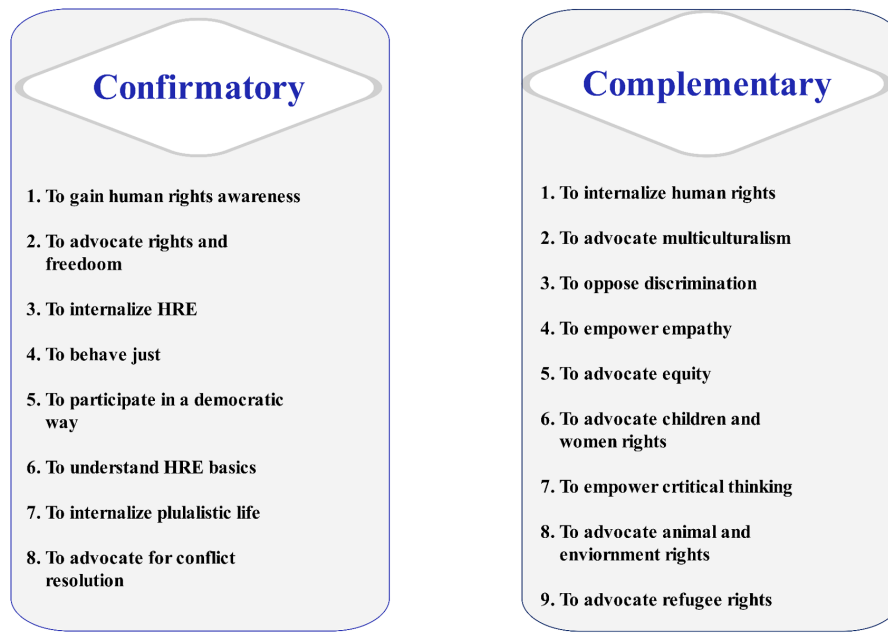 Confirmatory
1. To gain human rights awareness
2. To advocate rights and
freedoom
3. To internalize HRE
4. To behave just
5. To participate in a democratic
way
6. To understand HRE basics
7. To internalize plulalistic life
8. To advocate for conflict
resolution
Complementary
1. To internalize human rights
2. To advocate multiculturalism
3. To oppose discrimination
4. To empower empathy
5. To advocate equity
6. To advocate children and
women rights
7. To empower crtitical thinking
8. To advocate animal and
enviornment rights
9. To advocate refugee rights